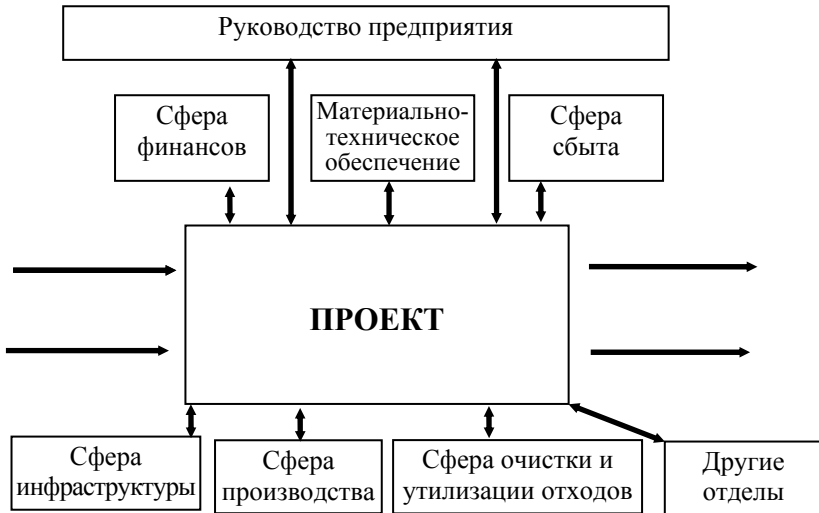 Руководство предприятия
Сфера
финансов
Материально-
техническое
обеспечение
Сфера
сбыта
ПРОЕКТ
Сфера
инфраструктуры
Сфера
производства
Сфера очистки и
утилизации отходов
Другие
отделы